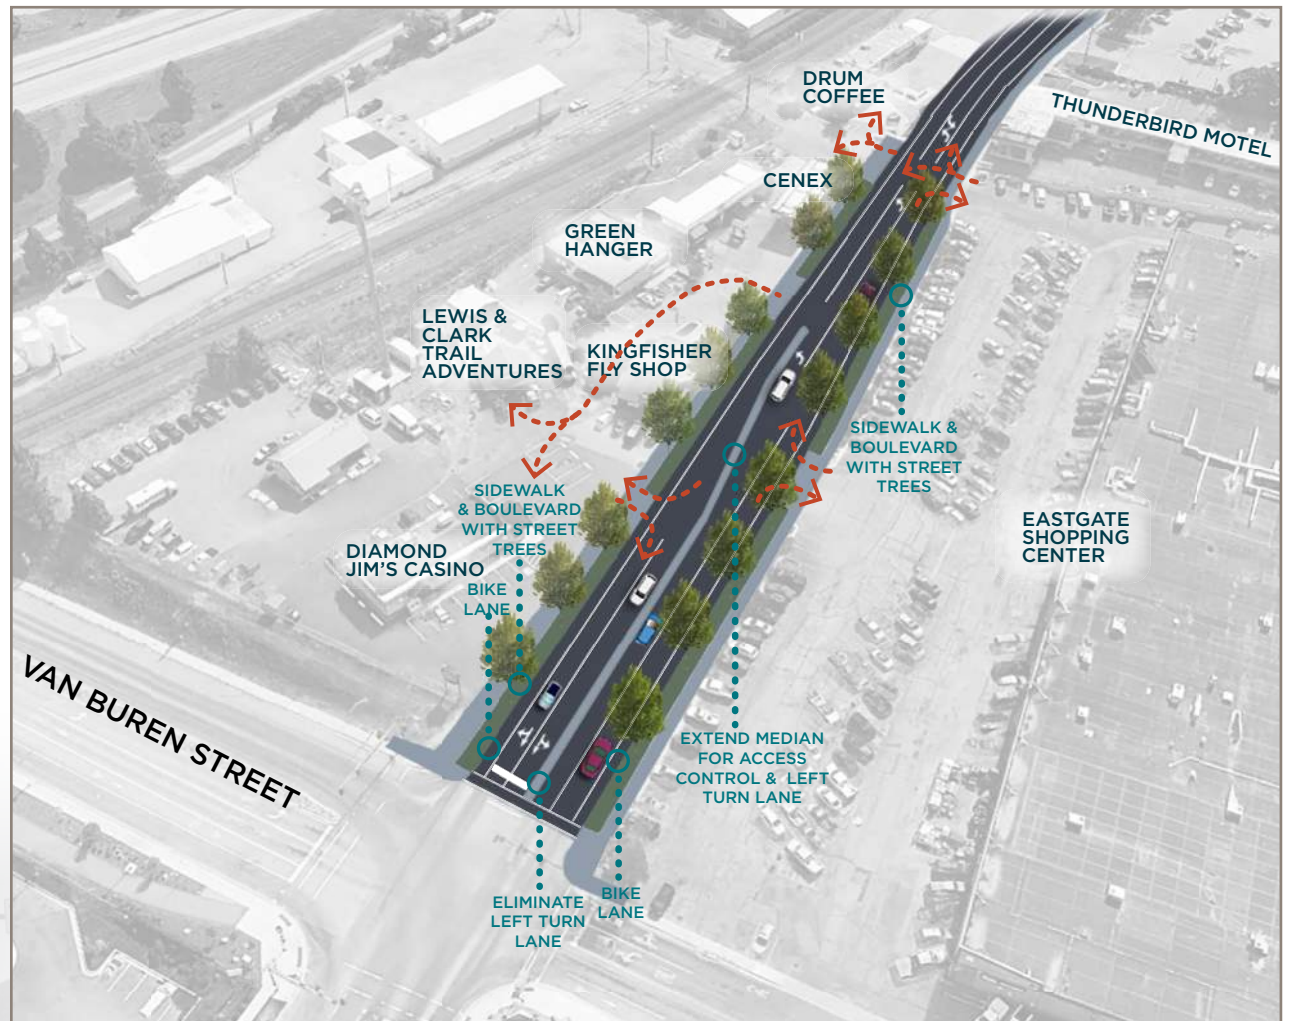 DRUM
COFFEE
THUNDERBIRD MOTEL
CENEX
GREEN
HANGER
LEWIS &
CLARK
TRAIL
ADVENTURES
KINGFISHER
FLY SHOP
SIDEWALK &
BOULEVARD
WITH STREET
TREES
SIDEWALK
& BOULEVARD
WITH STREET
TREES
EASTGATE
SHOPPING
CENTER
DIAMOND
JIM'S CASINO
BIKE
LANE
VAN BUREN STREET
EXTEND MEDIAN
FOR ACCESS
CONTROL & LEFT
TURN LANE
ELIMINATE
LEFT TURN
LANE
BIKE
LANE